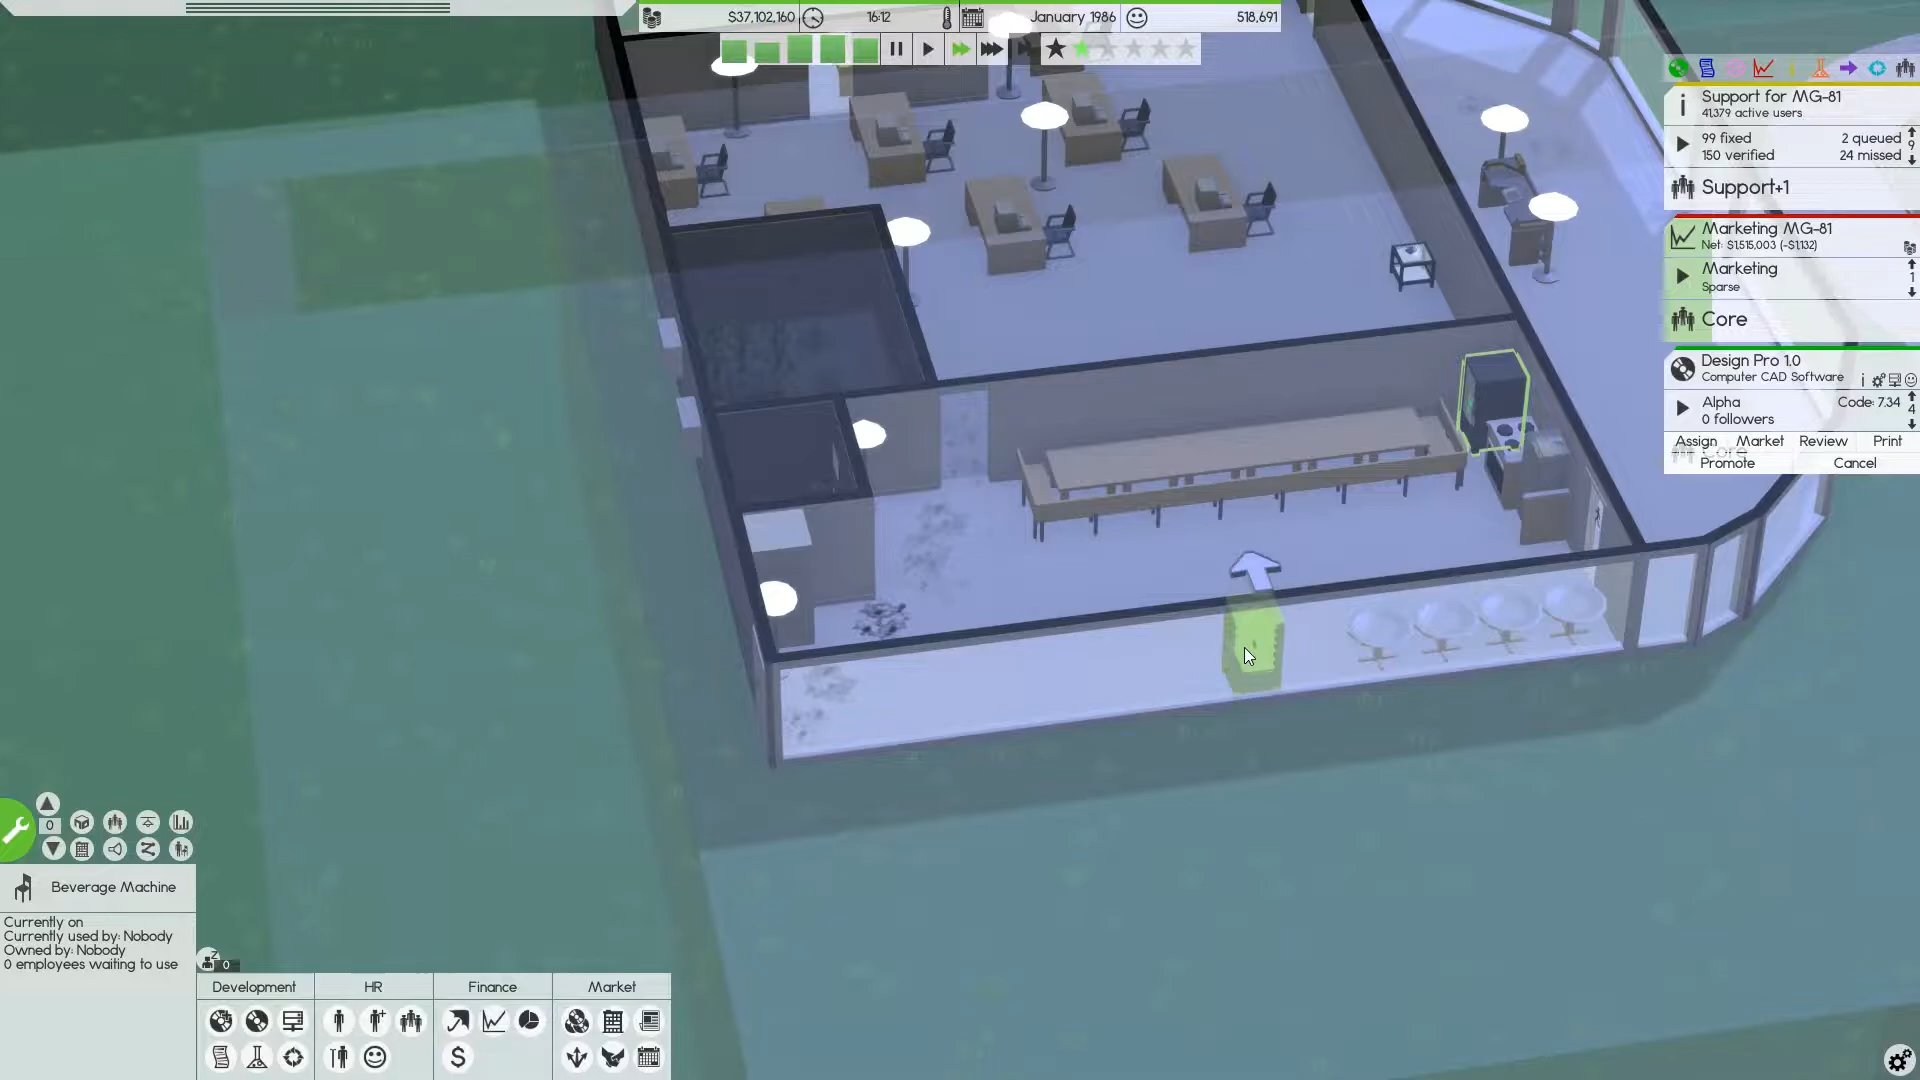 $37,102,160
16:12
January 1986
518,691
Support for MG-81
41,379 active users
99 fixed 2 queued
150 verified 24 missed
9
Support+1
Marketing MG-81
Net: $1,515,003 (-$1,132)
Marketing
Sparse
1
Core
Design Pro 1.0
Computer CAD Software
Alpha Code: 7.34
0 followers
4
Assign Market Review Print
Core
Promote Cancel
0
Beverage Machine
Currently on
Currently used by: Nobody
Owned by: Nobody
0 employees waiting to use
Z
0
Development HR Finance Market